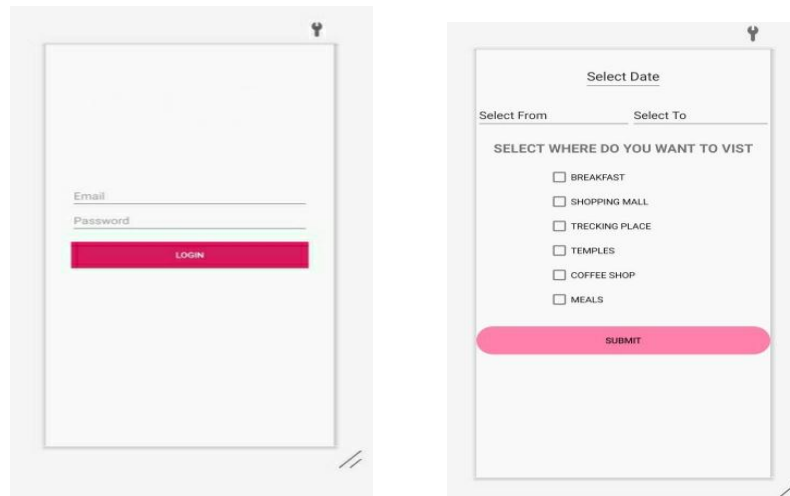 Email
Password
LOGIN
Select Date
Select From Select To
SELECT WHERE DO YOU WANT TO VIST
BREAKFAST
SHOPPING MALL
TRECKING PLACE
TEMPLES
COFFEE SHOP
MEALS
SUBMIT